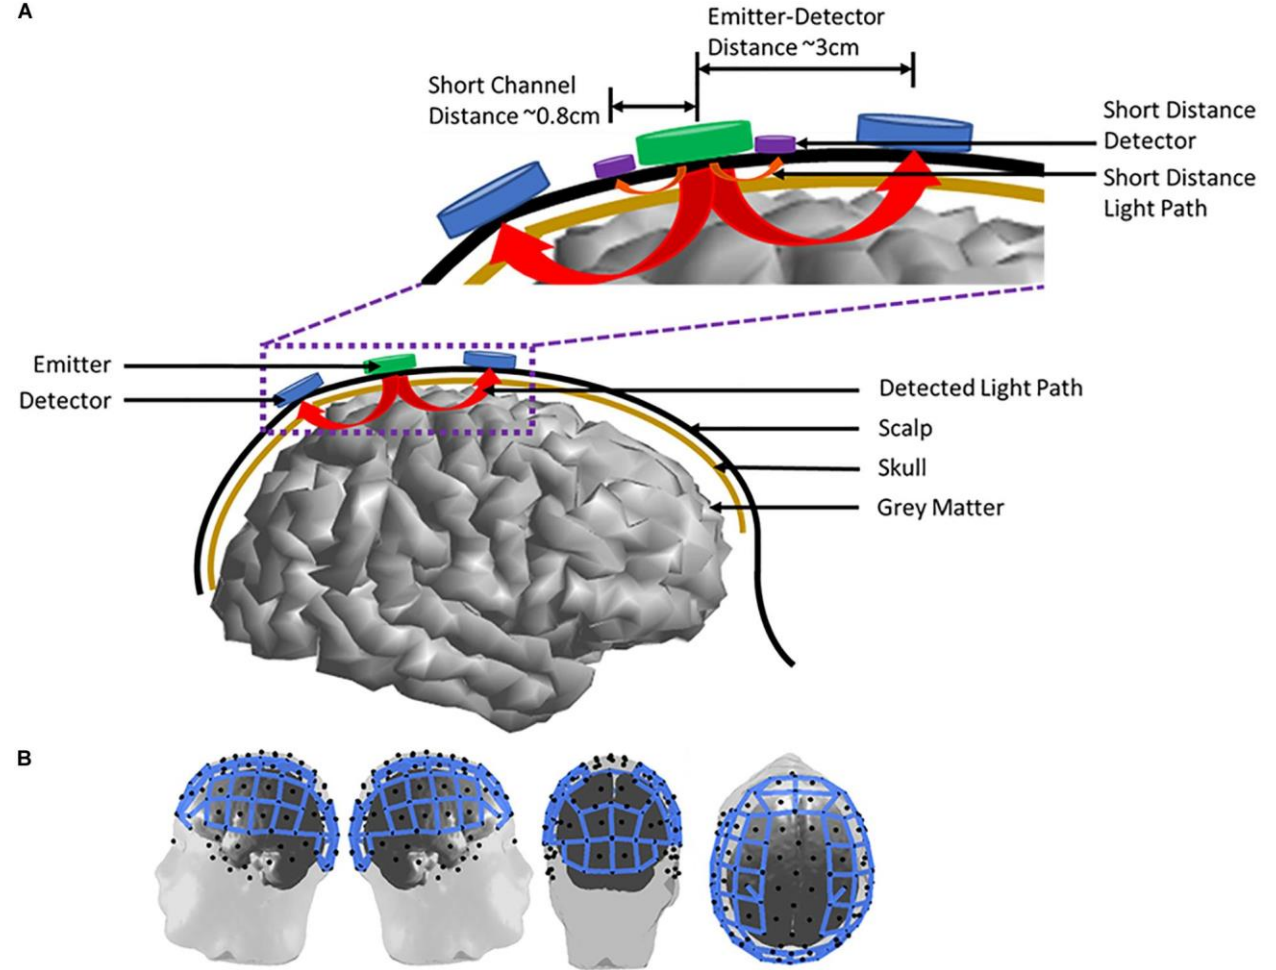 A
Emitter-Detector
Distance ~3cm
Short Channel
Distance ~0.8cm
Short Distance
Detector
Short Distance
Light Path
Emitter
Detector
Detected Light Path
Scalp
Skull
Grey Matter
B